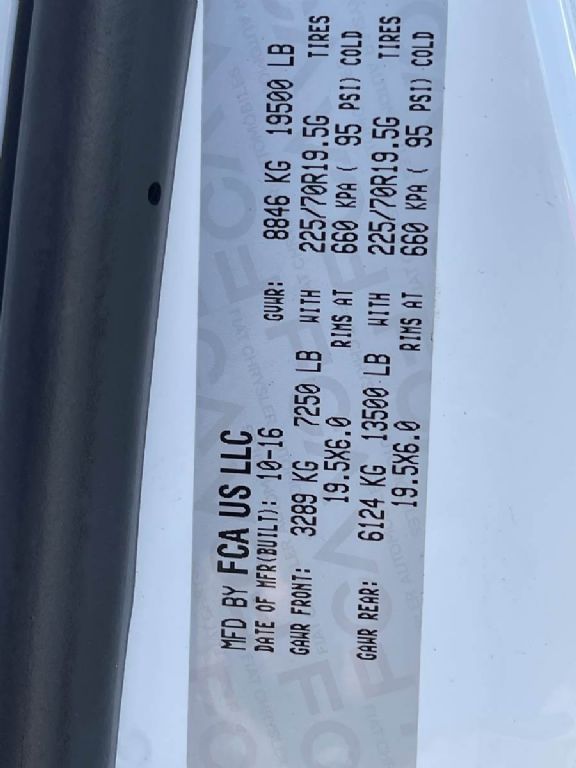 MFD BY FCA US LLC
DATE OF MFR(BUILT): 10-16 GVWR: 8846 KG 19500 LB
GAWR FRONT: 3289 KG 7250 LB WITH 225/70R19.5G TIRES
19.5X6.0 RIMS AT 660 KPA ( 95 PSI) COLD
GAWR REAR: 6124 KG 13500 LB WITH 225/70R19.5G TIRES
19.5X6.0 RIMS AT 660 KPA ( 95 PSI) COLD